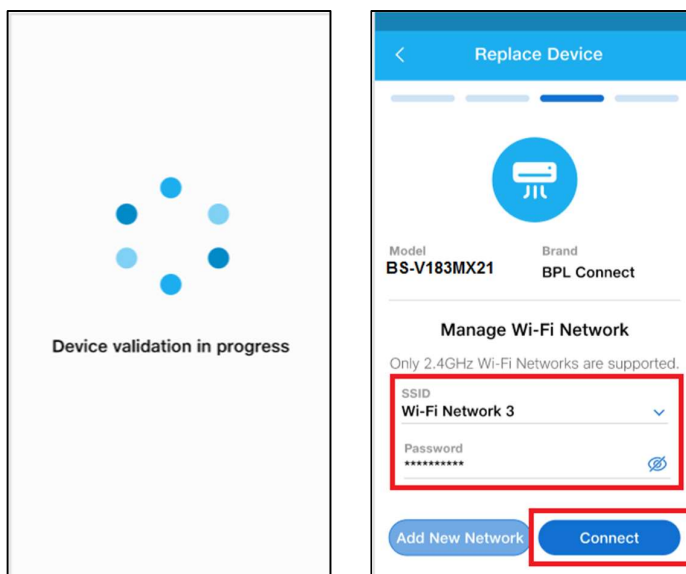 Device validation in progress
Replace Device
Model
Brand
BS-V183MX21
BPL Connect
Manage Wi-Fi Network
Only 2.4GHz Wi-Fi Networks are supported.
SSID
Wi-Fi Network 3
Password
**********
Add New Network
Connect